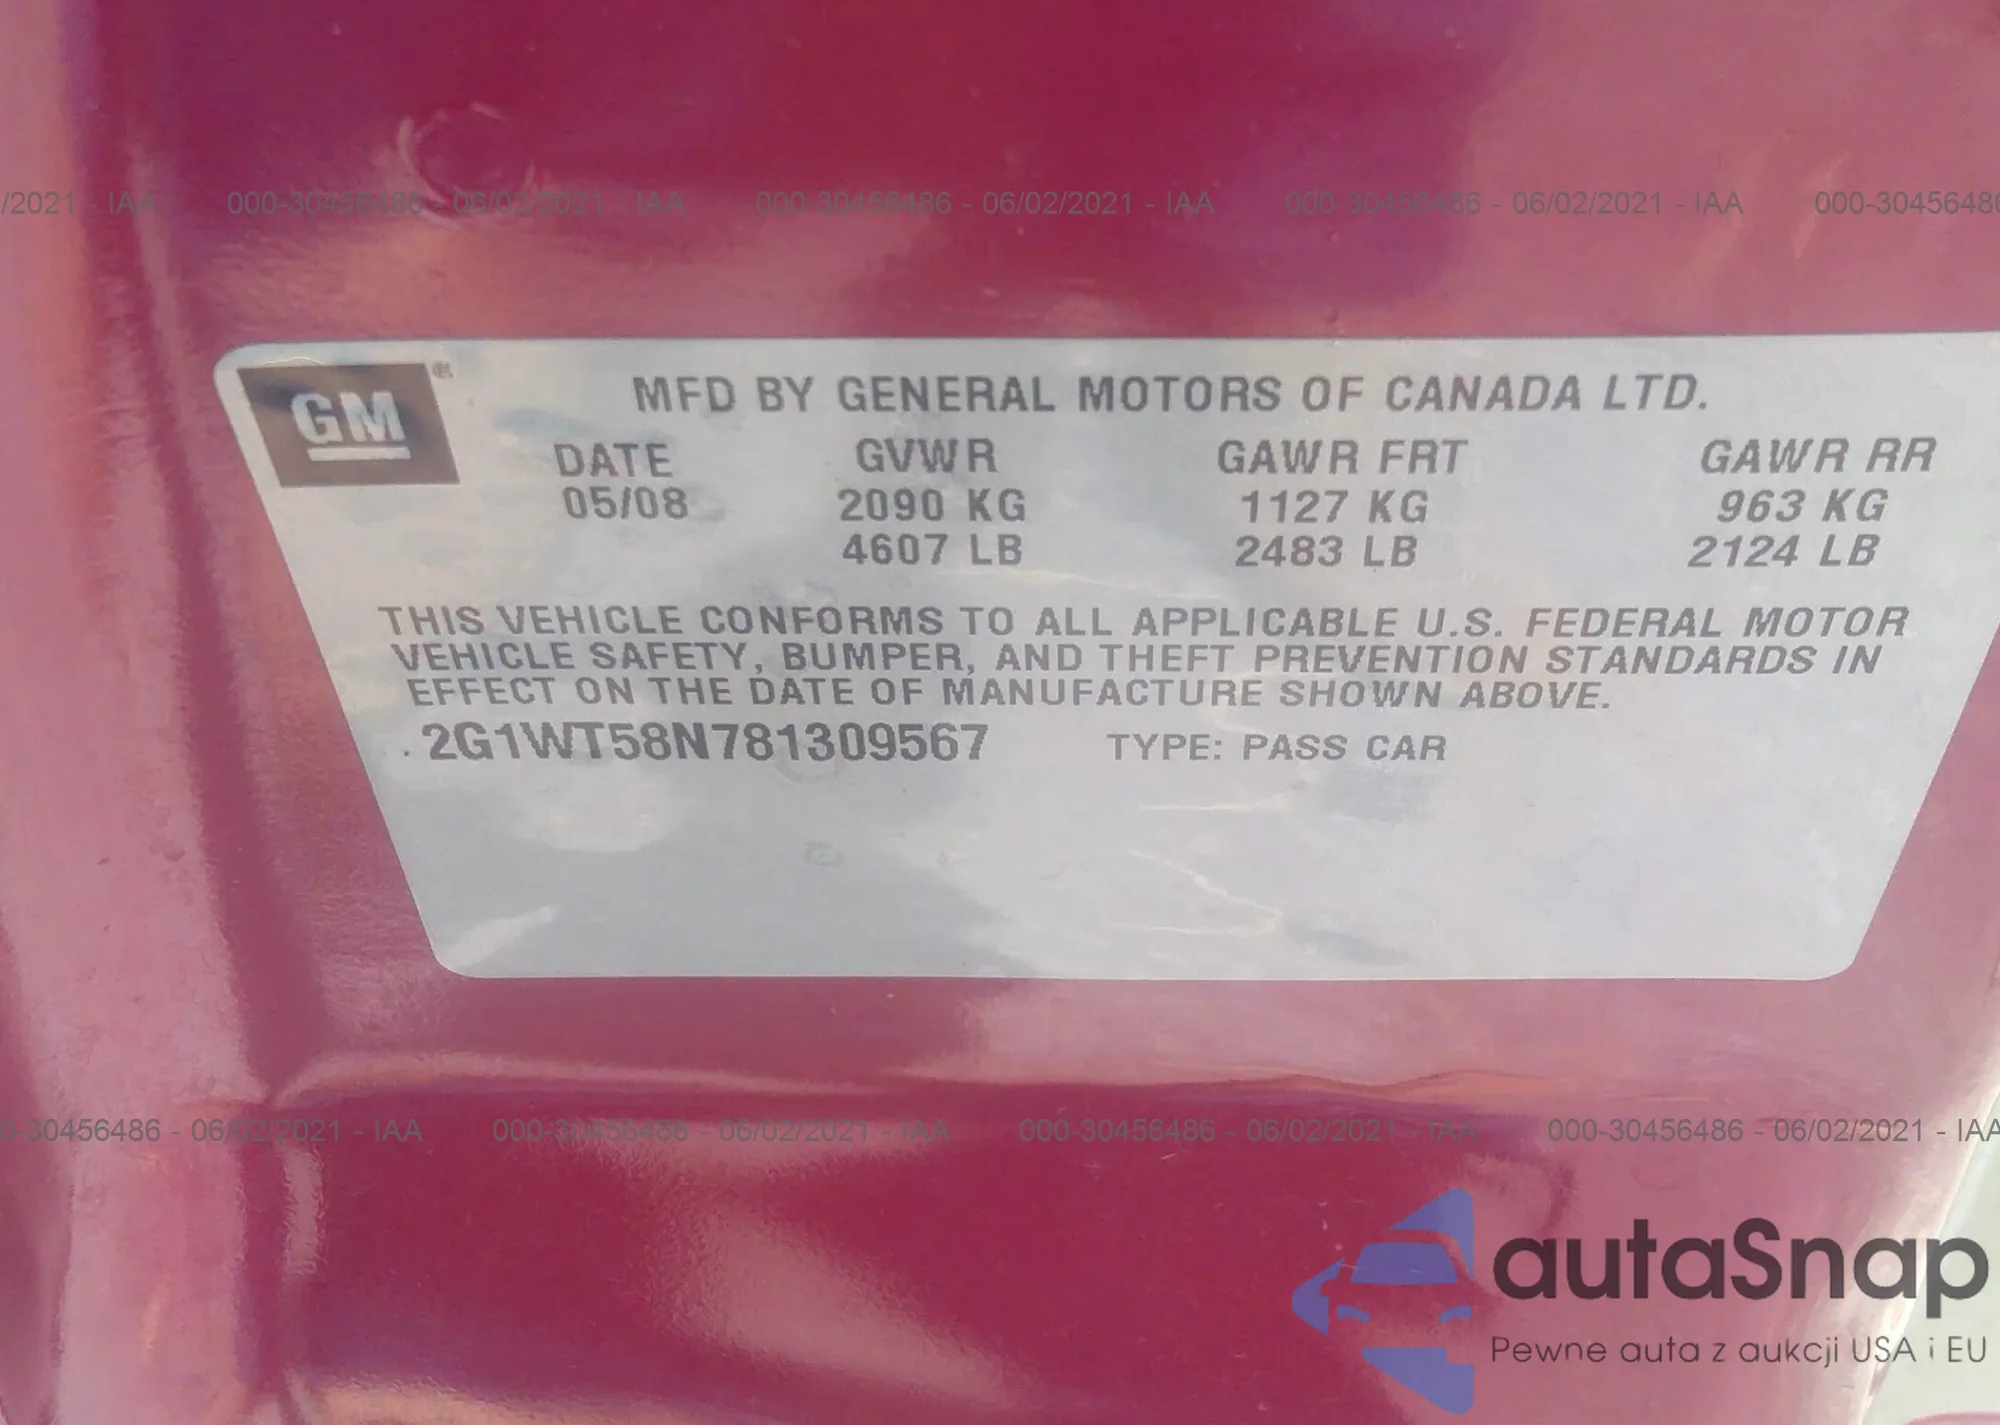 /2021 - IAA 000-30456486 - 06/02/2021 - IAA 000-30456486 - 06/02/2021 - IAA 000-30456486 - 06/02/2021 - IAA 000-30456486
GM ®
MFD BY GENERAL MOTORS OF CANADA LTD.
DATE GVWR GAWR FRT GAWR RR
05/08 2090 KG 1127 KG 963 KG
4607 LB 2483 LB 2124 LB
THIS VEHICLE CONFORMS TO ALL APPLICABLE U.S. FEDERAL MOTOR
VEHICLE SAFETY, BUMPER, AND THEFT PREVENTION STANDARDS IN
EFFECT ON THE DATE OF MANUFACTURE SHOWN ABOVE.
2G1WT58N781309567 TYPE: PASS CAR
0-30456486 - 06/02/2021 - IAA 000-30456486 - 06/02/2021 - IAA 000-30456486 - 06/02/2021 - IAA 000-30456486 - 06/02/2021 - IAA
autaSnap
Pewne auta z aukcji USA i EU